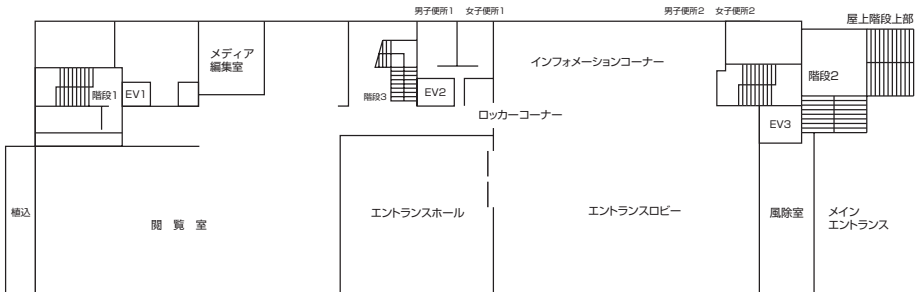 男子便所1 女子便所1
男子便所2 女子便所2
屋上階段上部
メディア
編集室
インフォメーションコーナー
階段2
階段1
EV1
階段3
EV2
ロッカーコーナー
EV3
植込
閲覧室
エントランスホール
エントランスロビー
風除室
メイン
エントランス